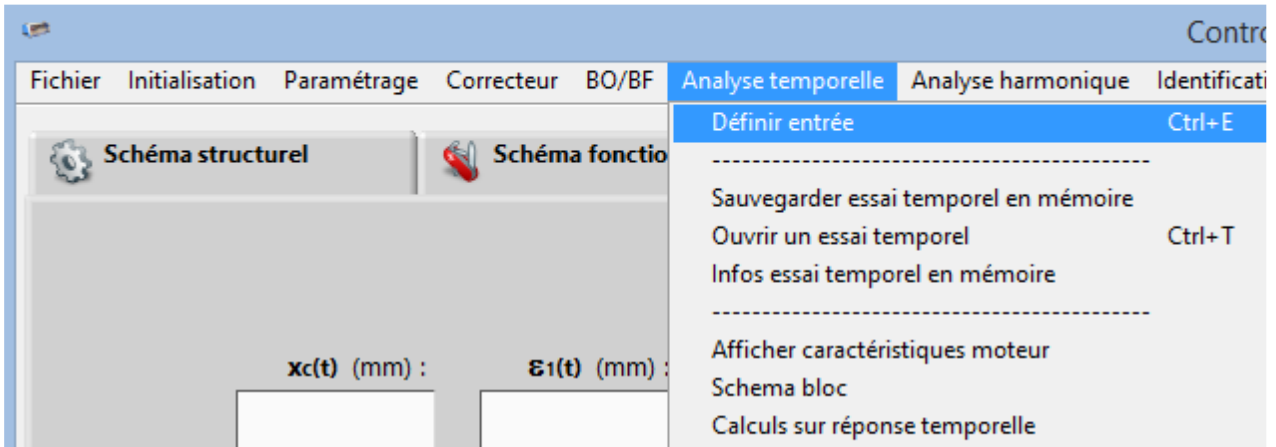 Contro
Fichier Initialisation Paramétrage Correcteur BO/BF Analyse temporelle Analyse harmonique Identificati
Définir entrée Ctrl+E
Schéma structurel Schéma fonctio
Sauvegarder essai temporel en mémoire
Ouvrir un essai temporel Ctrl+T
Infos essai temporel en mémoire
Afficher caractéristiques moteur
xc(t) (mm) : ε1(t) (mm) :
Schema bloc
Calculs sur réponse temporelle